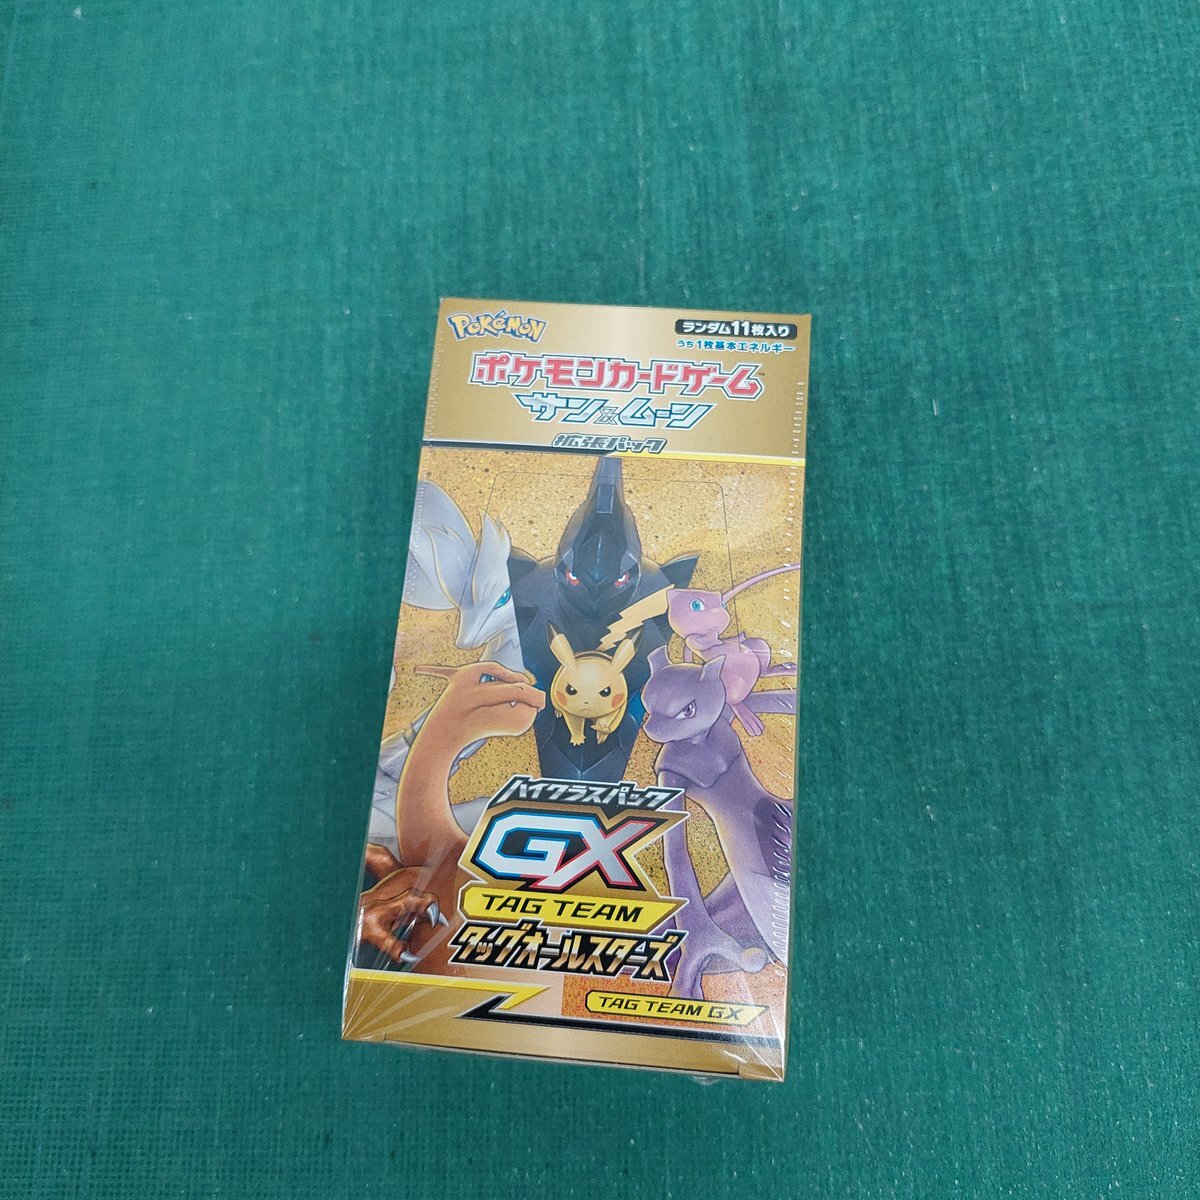 POKéMON
ランダム11枚入り
うち1枚基本エネルギー
ポケモンカードゲーム
サン&ムーン
拡張パック
ハイクラスパック
GX
TAG TEAM
タッグオールスターズ
TAG TEAM GX